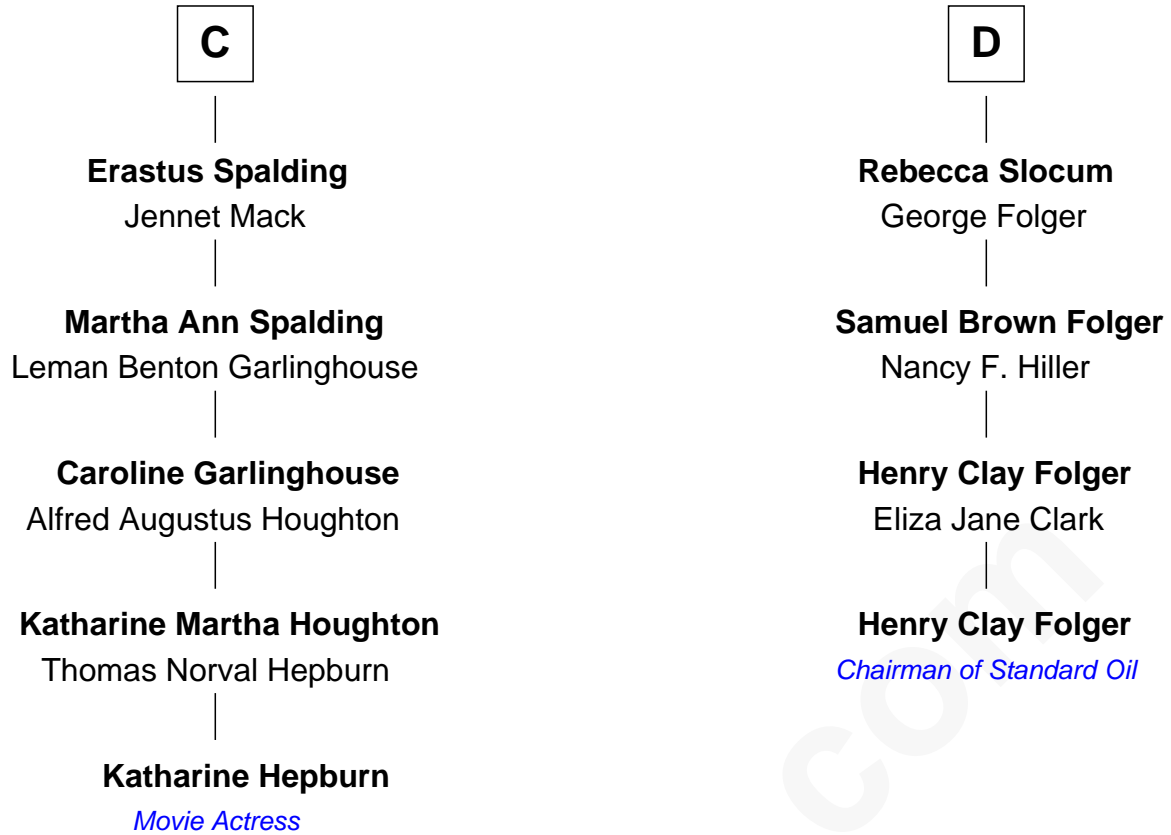 C
Erastus Spalding
Jennet Mack
Martha Ann Spalding
Leman Benton Garlinghouse
Caroline Garlinghouse
Alfred Augustus Houghton
Katharine Martha Houghton
Thomas Norval Hepburn
Katharine Hepburn
Movie Actress
D
Rebecca Slocum
George Folger
Samuel Brown Folger
Nancy F. Hiller
Henry Clay Folger
Eliza Jane Clark
Henry Clay Folger
Chairman of Standard Oil
com